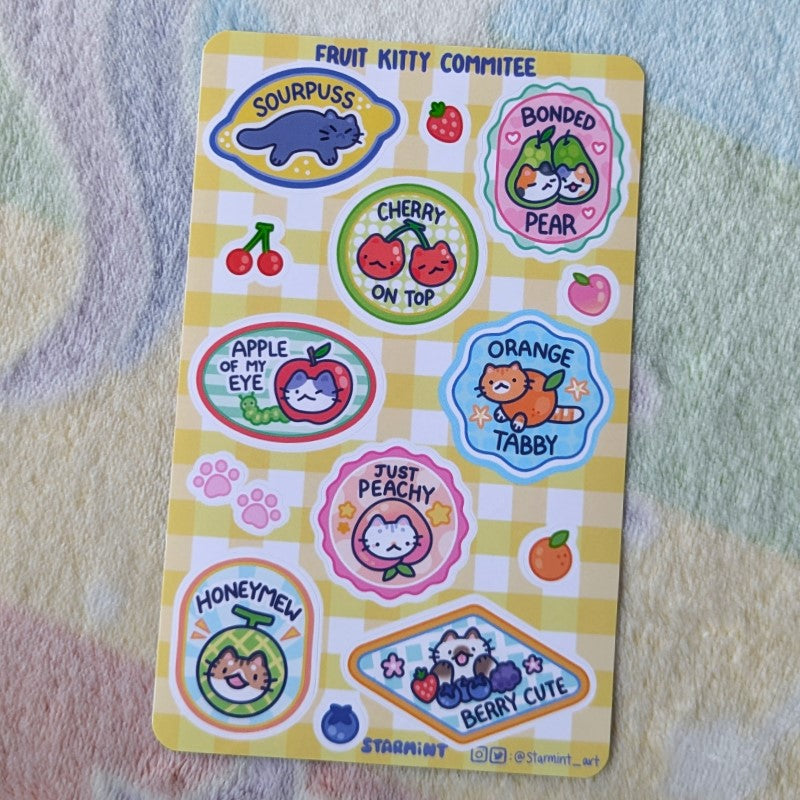 FRUIT KITTY COMMITEE
SOURPUSS
BONDED
PEAR
CHERRY
ON TOP
APPLE
OF MY
EYE
ORANGE
TABBY
JUST
PEACHY
HONEYMEW
BERRY CUTE
STARMINT
: @Starmint_art